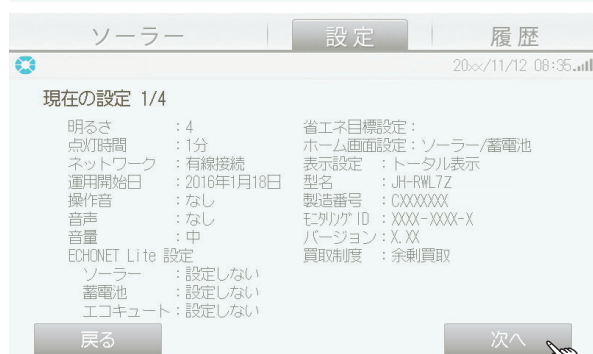 ソーラー 設定 履歴
20××/11/12 08:35
現在の設定 1/4
明るさ :4
点灯時間 :1分
ネットワーク :有線接続
運用開始日 :2016年1月18日
操作音 :なし
音声 :なし
音量 :中
ECHONET Lite 設定
ソーラー :設定しない
蓄電池 :設定しない
エコキュート:設定しない
省エネ目標設定:
ホーム画面設定:ソーラー/蓄電池
表示設定 :トータル表示
型名 :JH-RWL7Z
製造番号 :CXXXXXXX
モニタリングID :XXXX-XXXX-X
バージョン:X.XX
買取制度 :余剰買取
戻る 次へ